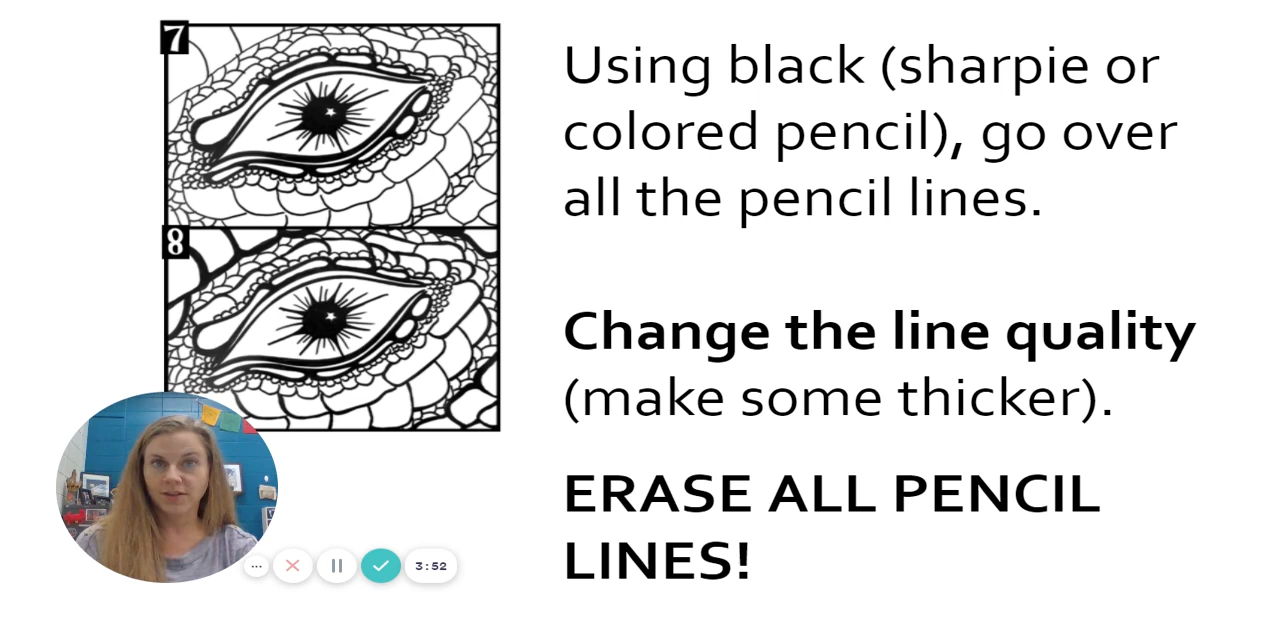 7
8
Using black (sharpie or
colored pencil), go over
all the pencil lines.
Change the line quality
(make some thicker).
ERASE ALL PENCIL
LINES!
3:52